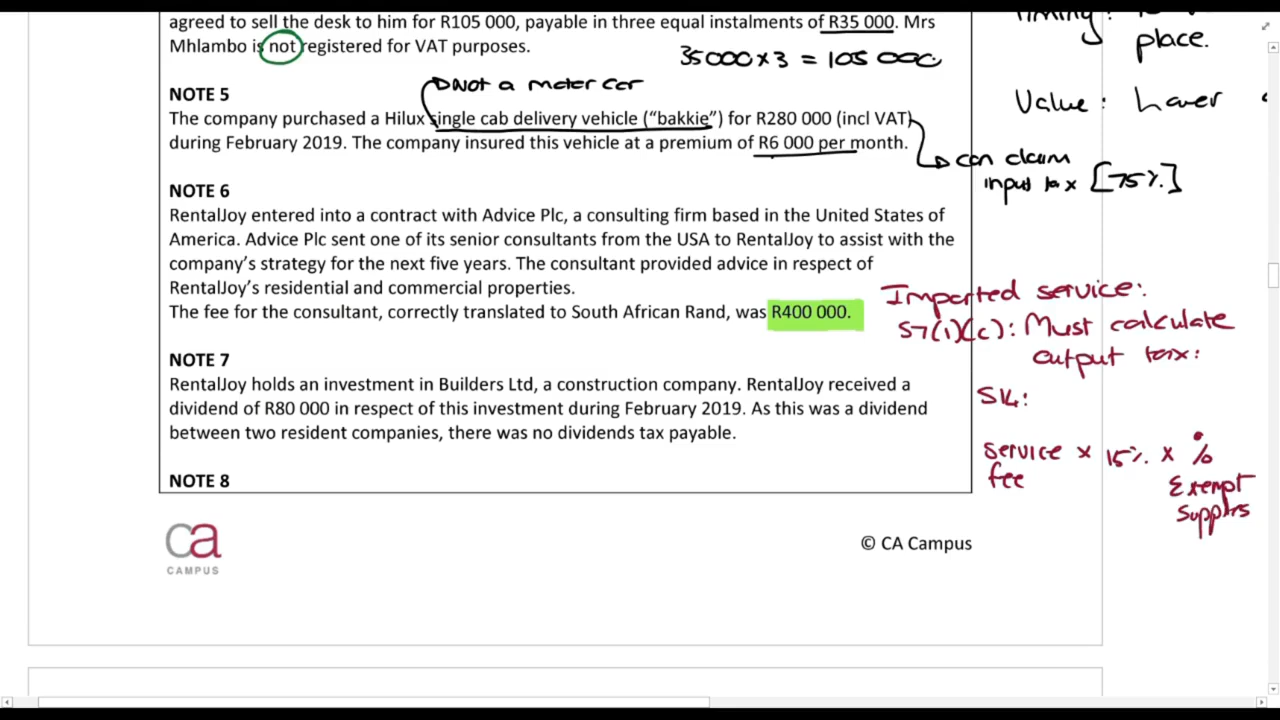 agreed to sell the desk to him for R105 000, payable in three equal instalments of R35 000. Mrs
Mhlambo is not registered for VAT purposes.
35000 x 3 = 105 000
place.
Not a motor car
NOTE 5
Value :
The company purchased a Hilux single cab delivery vehicle ("bakkie") for R280 000 (incl VAT)
during February 2019. The company insured this vehicle at a premium of R6 000 per month.
can claim
input tax [75%]
NOTE 6
RentalJoy entered into a contract with Advice Plc, a consulting firm based in the United States of
America. Advice Plc sent one of its senior consultants from the USA to RentalJoy to assist with the
company's strategy for the next five years. The consultant provided advice in respect of
RentalJoy's residential and commercial properties.
The fee for the consultant, correctly translated to South African Rand, was R400 000.
Imported service:
S7(1)(c): Must calculate
output tax:
NOTE 7
RentalJoy holds an investment in Builders Ltd, a construction company. RentalJoy received a
dividend of R80 000 in respect of this investment during February 2019. As this was a dividend
between two resident companies, there was no dividends tax payable.
S14:
service fee x 15% x %
Exempt
NOTE 8
ca
CAMPUS
© CA Campus